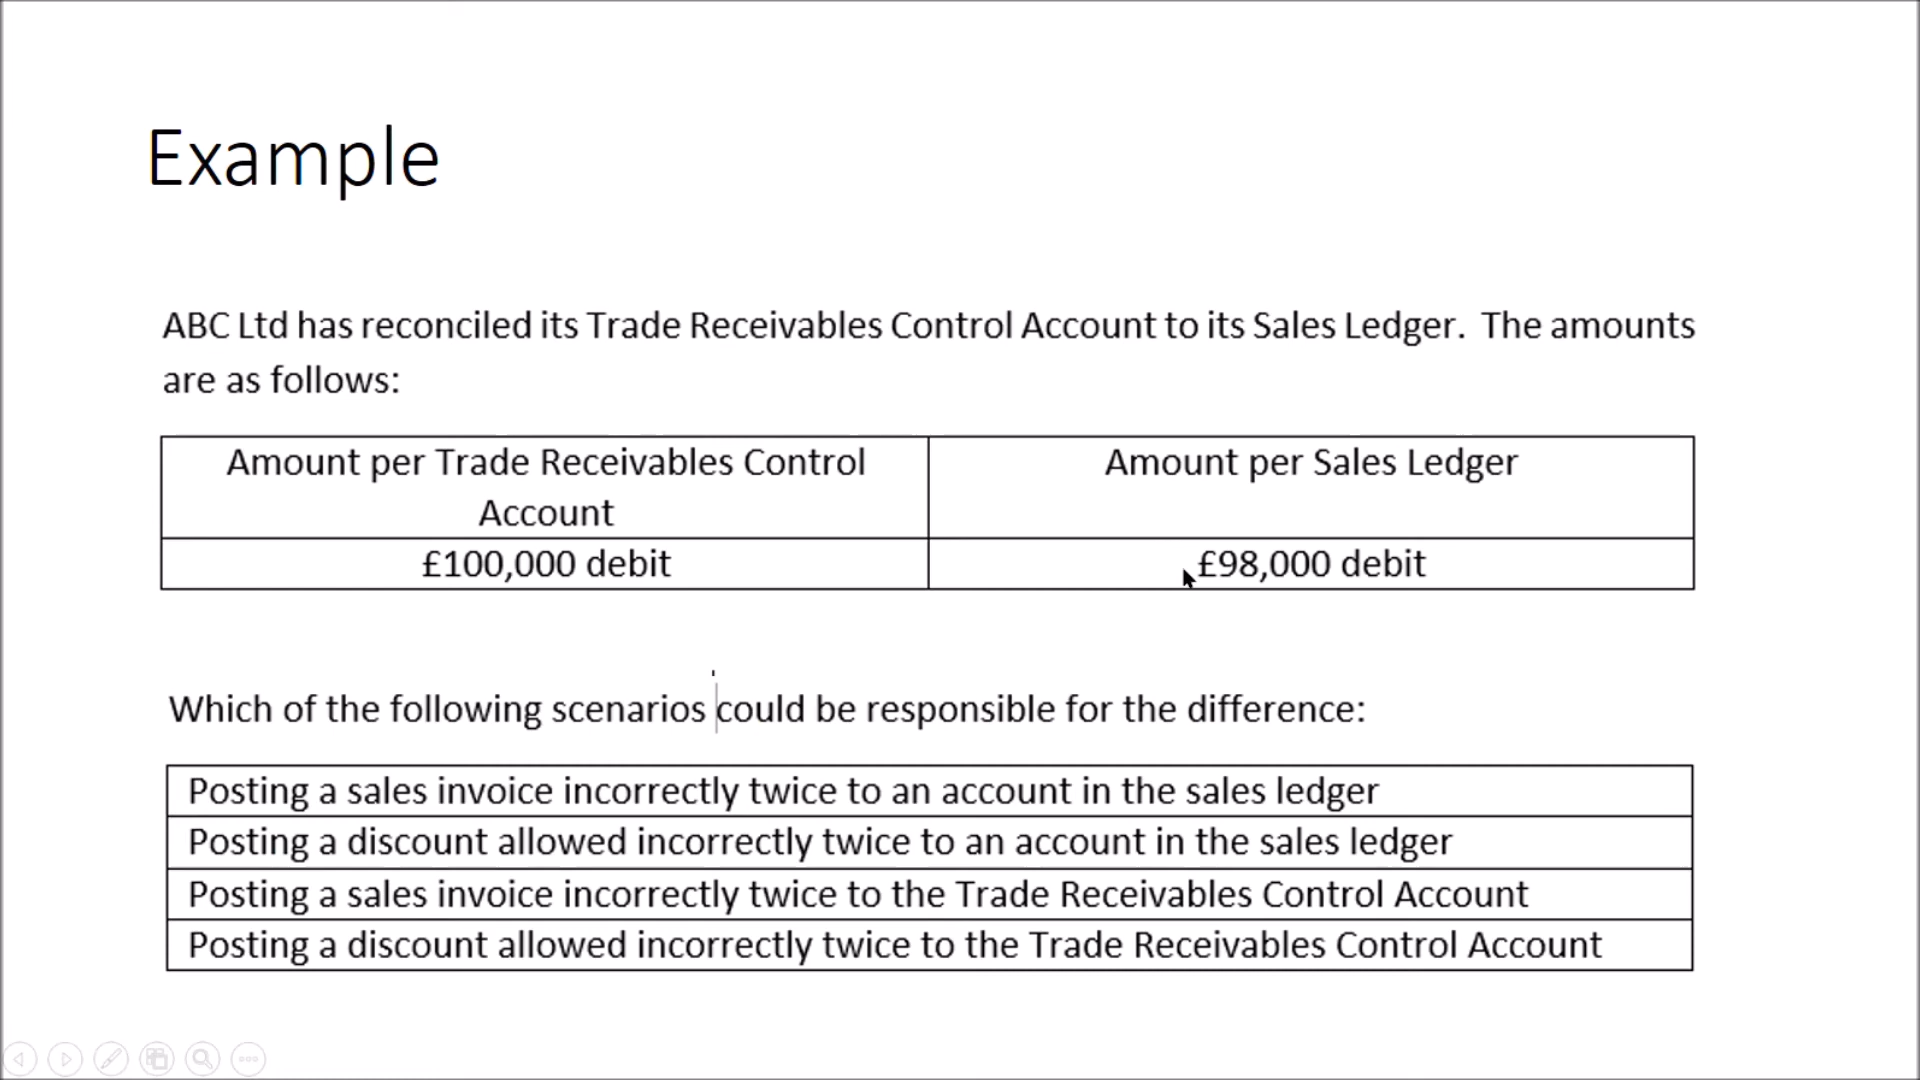 Example
ABC Ltd has reconciled its Trade Receivables Control Account to its Sales Ledger.  The amounts
are as follows:
Amount per Trade Receivables Control
Account
Amount per Sales Ledger
£100,000 debit
£98,000 debit
Which of the following scenarios could be responsible for the difference:
Posting a sales invoice incorrectly twice to an account in the sales ledger
Posting a discount allowed incorrectly twice to an account in the sales ledger
Posting a sales invoice incorrectly twice to the Trade Receivables Control Account
Posting a discount allowed incorrectly twice to the Trade Receivables Control Account